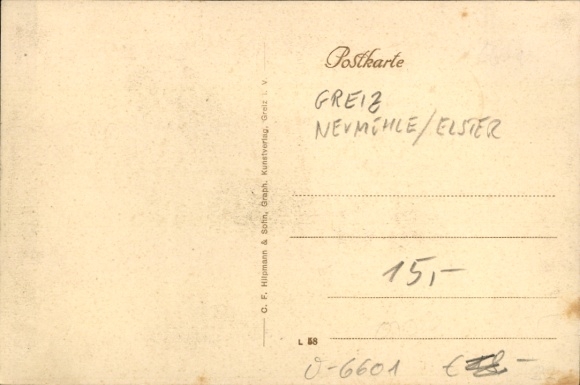 Postkarte
GREIZ
NEUMÜHLE/ELSTER
C. F. Hilpmann & Sohn, Graph. Kunstverlag, Greiz i. V.
15,-
L 58
O-6601 €